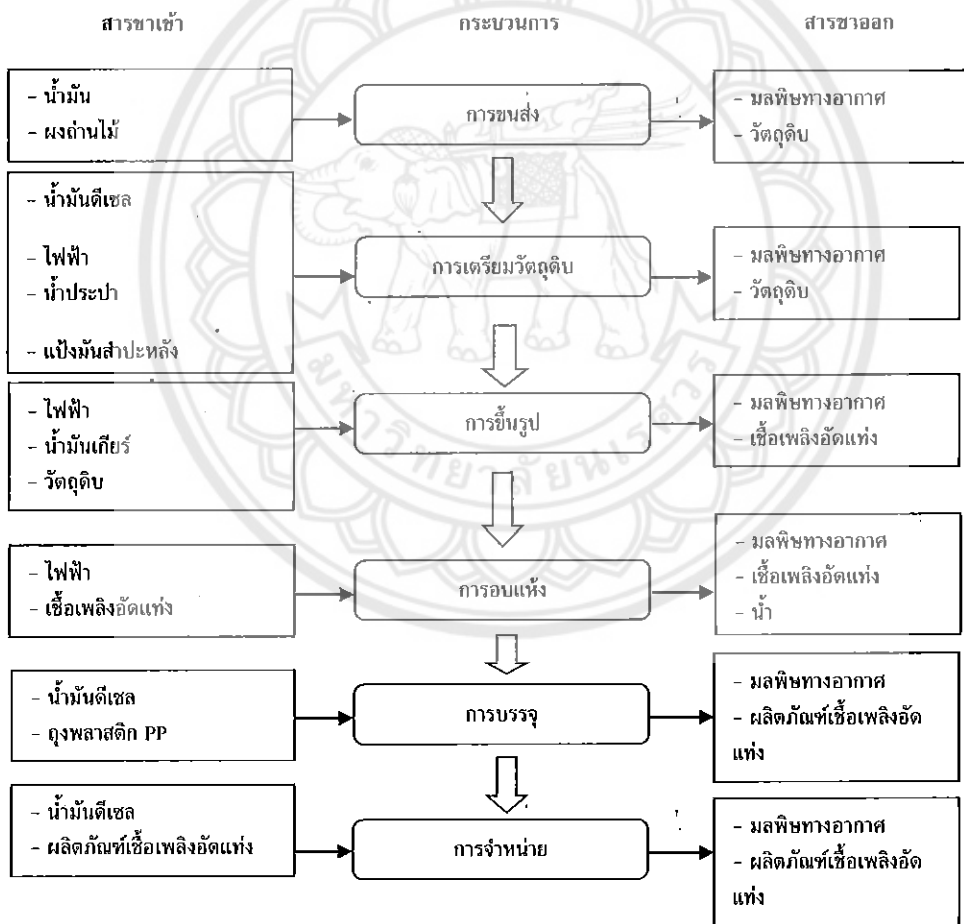 สารขาเข้า กระบวนการ สารขาออก
- น้ำมัน
- ผงถ่านไม้
การขนส่ง
- มลพิษทางอากาศ
- วัตถุดิบ
- น้ำมันดีเซล
- ไฟฟ้า
- น้ำประปา
- แป้งมันสำปะหลัง
การเตรียมวัตถุดิบ
- มลพิษทางอากาศ
- วัตถุดิบ
- ไฟฟ้า
- น้ำมันเกียร์
- วัตถุดิบ
การขึ้นรูป
- มลพิษทางอากาศ
- เชื้อเพลิงอัดแท่ง
มหาวิทยาลัยนเรศวร
- ไฟฟ้า
- เชื้อเพลิงอัดแท่ง
การอบแห้ง
- มลพิษทางอากาศ
- เชื้อเพลิงอัดแท่ง
- น้ำ
- น้ำมันดีเซล
- ถุงพลาสติก PP
การบรรจุ
- มลพิษทางอากาศ
- ผลิตภัณฑ์เชื้อเพลิงอัด
แท่ง
- น้ำมันดีเซล
- ผลิตภัณฑ์เชื้อเพลิงอัดแท่ง
การจำหน่าย
- มลพิษทางอากาศ
- ผลิตภัณฑ์เชื้อเพลิงอัด
แท่ง